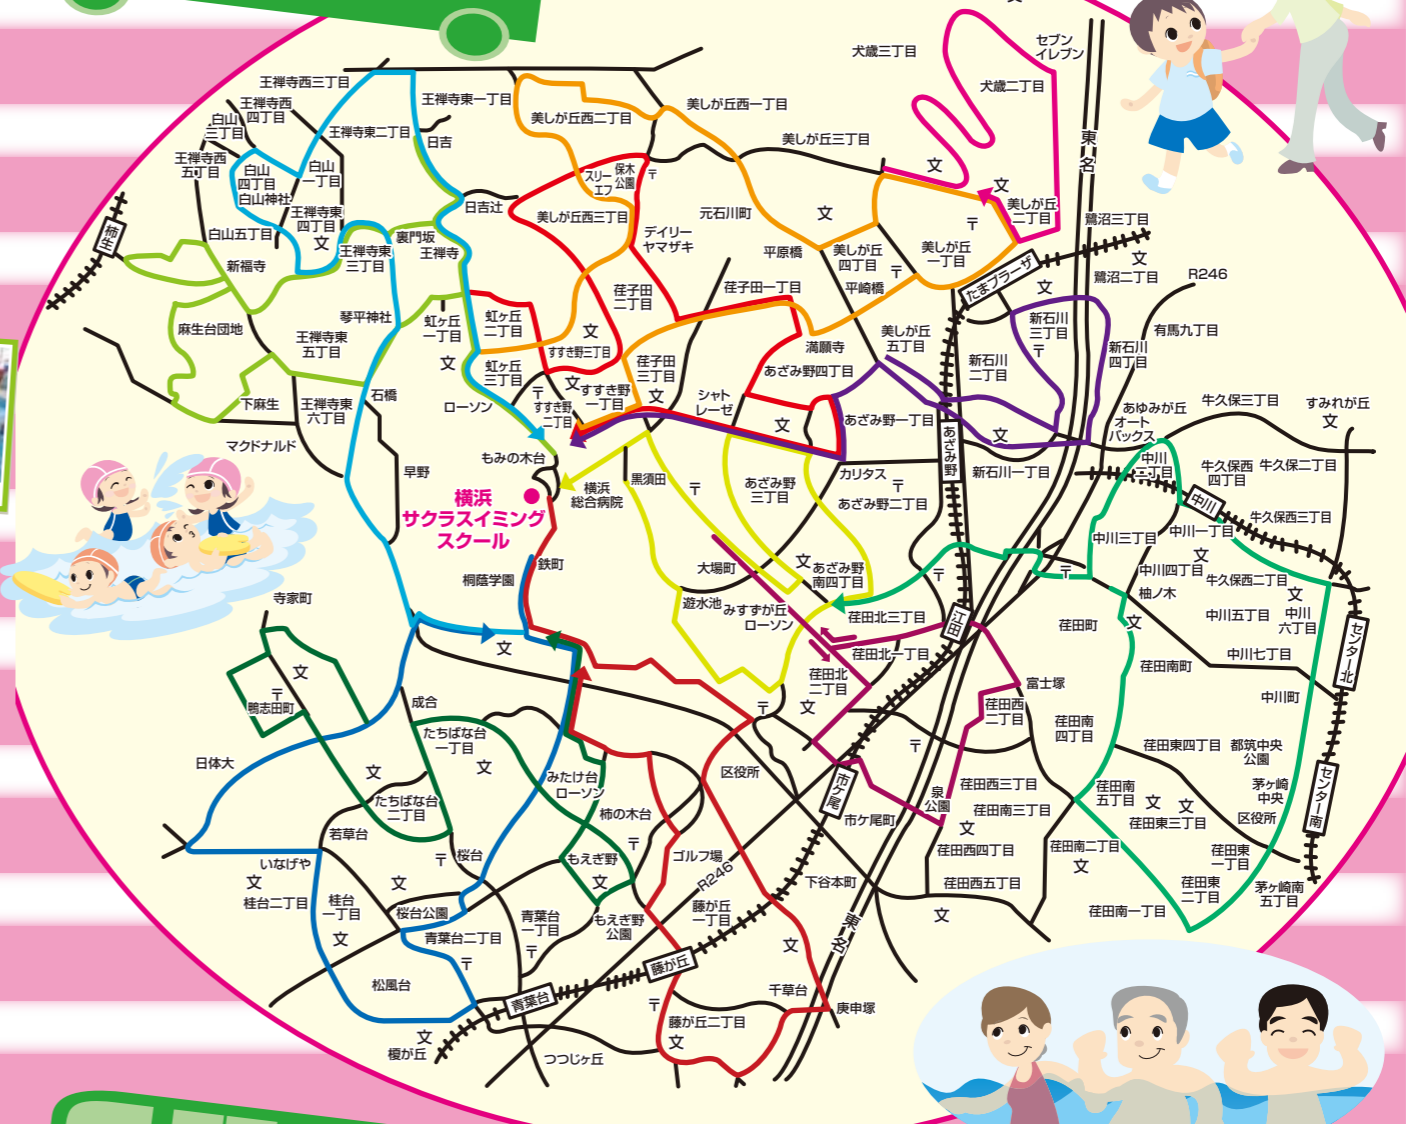 犬歳三丁目
セブン
イレブン
犬歳二丁目
王禅寺西三丁目
王禅寺西
四丁目
白山
三丁目
王禅寺西
五丁目
王禅寺東一丁目
王禅寺東二丁目
日吉
白山
一丁目
白山
四丁目
白山神社
王禅寺東
四丁目
文
白山五丁目
新福寺
王禅寺東
三丁目
裏門坂
王禅寺
日吉辻
柿生
麻生台団地
琴平神社
王禅寺東
五丁目
下麻生
王禅寺東
六丁目
石橋
マクドナルド
早野
美しが丘西二丁目
美しが丘西一丁目
美しが丘三丁目
スリー
エフ
保木
公園
〒
美しが丘西三丁目
デイリー
ヤマザキ
元石川町
文
平原橋
美しが丘
四丁目
〒
平崎橋
文
文
美しが丘
二丁目
〒
美しが丘
一丁目
東名
鷺沼三丁目
文
鷺沼二丁目
たまプラーザ
文
R246
有馬九丁目
新石川
三丁目
〒
新石川
四丁目
新石川
二丁目
文
新石川一丁目
美しが丘
五丁目
荏子田
二丁目
荏子田一丁目
虹ヶ丘
一丁目
虹ヶ丘
二丁目
文
虹ヶ丘
三丁目
文
すすき野三丁目
文
〒
すすき野
一丁目
すすき野
二丁目
ローソン
荏子田
三丁目
文
シャト
レーゼ
満願寺
あざみ野四丁目
文
あざみ野一丁目
あざみ野
もみの木台
横浜
サクラスイミング
スクール
横浜
総合病院
黒須田
〒
あざみ野
三丁目
カリタス
〒
あざみ野二丁目
あゆみが丘
オート
バックス
牛久保三丁目
すみれが丘
文
中川
二丁目
牛久保西
四丁目
牛久保二丁目
中川
牛久保西三丁目
中川三丁目
中川一丁目
文
中川四丁目
牛久保西二丁目
柚ノ木
文
文
中川五丁目
中川
六丁目
中川七丁目
中川町
センター北
センター南
鉄町
桐蔭学園
文
大場町
文
あざみ野
南四丁目
遊水池
みすずが丘
ローソン
〒
〒
荏田北三丁目
江田
荏田北一丁目
荏田北
二丁目
〒
文
荏田町
荏田南町
富士塚
荏田西
二丁目
荏田南
四丁目
〒
荏田東四丁目
都筑中央
公園
茅ヶ崎
中央
区役所
荏田南
五丁目
文
文
荏田東三丁目
荏田東
一丁目
荏田南二丁目
文
荏田東
二丁目
茅ヶ崎南
五丁目
荏田南一丁目
寺家町
文
〒
鴨志田町
日体大
成合
たちばな台
一丁目
文
文
たちばな台
二丁目
若草台
〒
桜台
いなげや
文
桂台二丁目
桂台
一丁目
文
文
桜台公園
青葉台二丁目
〒
松風台
文
榎が丘
青葉台
青葉台
一丁目
〒
みたけ台
ローソン
柿の木台
〒
もえぎ野
文
もえぎ野
公園
区役所
ゴルフ場
R246
藤が丘
一丁目
藤が丘
〒
藤が丘二丁目
文
つつじヶ丘
文
千草台
庚申塚
東名
下谷本町
市ケ尾
市ケ尾町
泉
公園
荏田西三丁目
荏田南三丁目
文
荏田西四丁目
荏田西五丁目
文